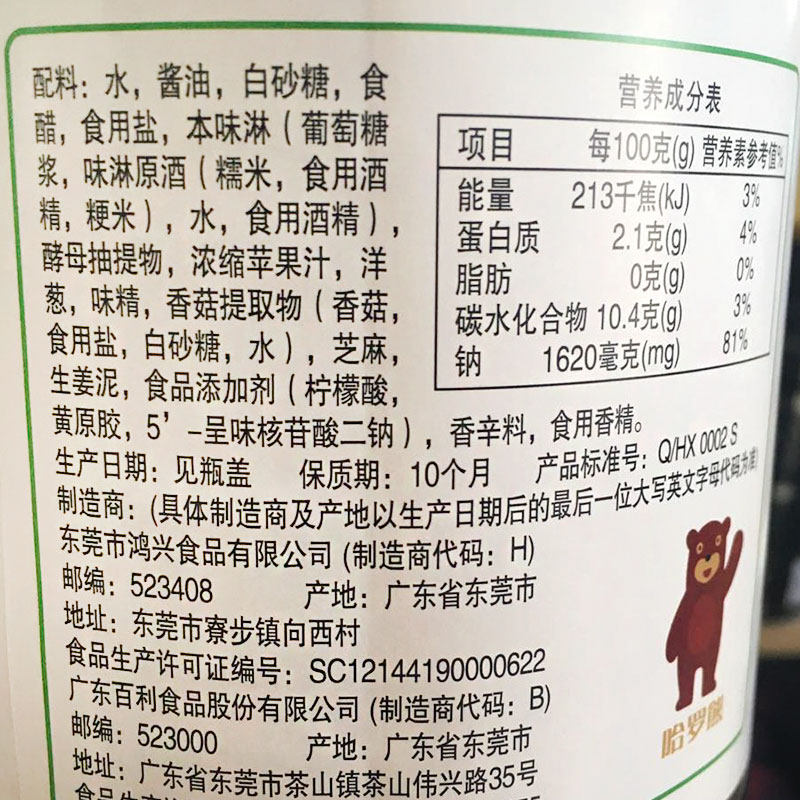 配料：水，酱油，白砂糖，食
醋，食用盐，本味淋（葡萄糖
浆，味淋原酒（糯米，食用酒
精，粳米），水，食用酒精），
酵母抽提物，浓缩苹果汁，洋
葱，味精，香菇提取物（香菇，
食用盐，白砂糖，水），芝麻，
生姜泥，食品添加剂（柠檬酸，
黄原胶，5’-呈味核苷酸二钠），香辛料，食用香精。
营养成分表
项目 每100克(g) 营养素参考值%
能量 213千焦(kJ) 3%
蛋白质 2.1克(g) 4%
脂肪 0克(g) 0%
碳水化合物 10.4克(g) 3%
钠 1620毫克(mg) 81%
生产日期：见瓶盖 保质期：10个月 产品标准号：Q/HX 0002 S
制造商：(具体制造商及产地以生产日期后的最后一位大写英文字母代码为准)
东莞市鸿兴食品有限公司 (制造商代码：H)
邮编：523408 产地：广东省东莞市
地址：东莞市寮步镇向西村
食品生产许可证编号：SC12144190000622
广东百利食品股份有限公司 (制造商代码：B)
邮编：523000 产地：广东省东莞市
地址：广东省东莞市茶山镇茶山伟兴路35号
食品生产
哈罗熊